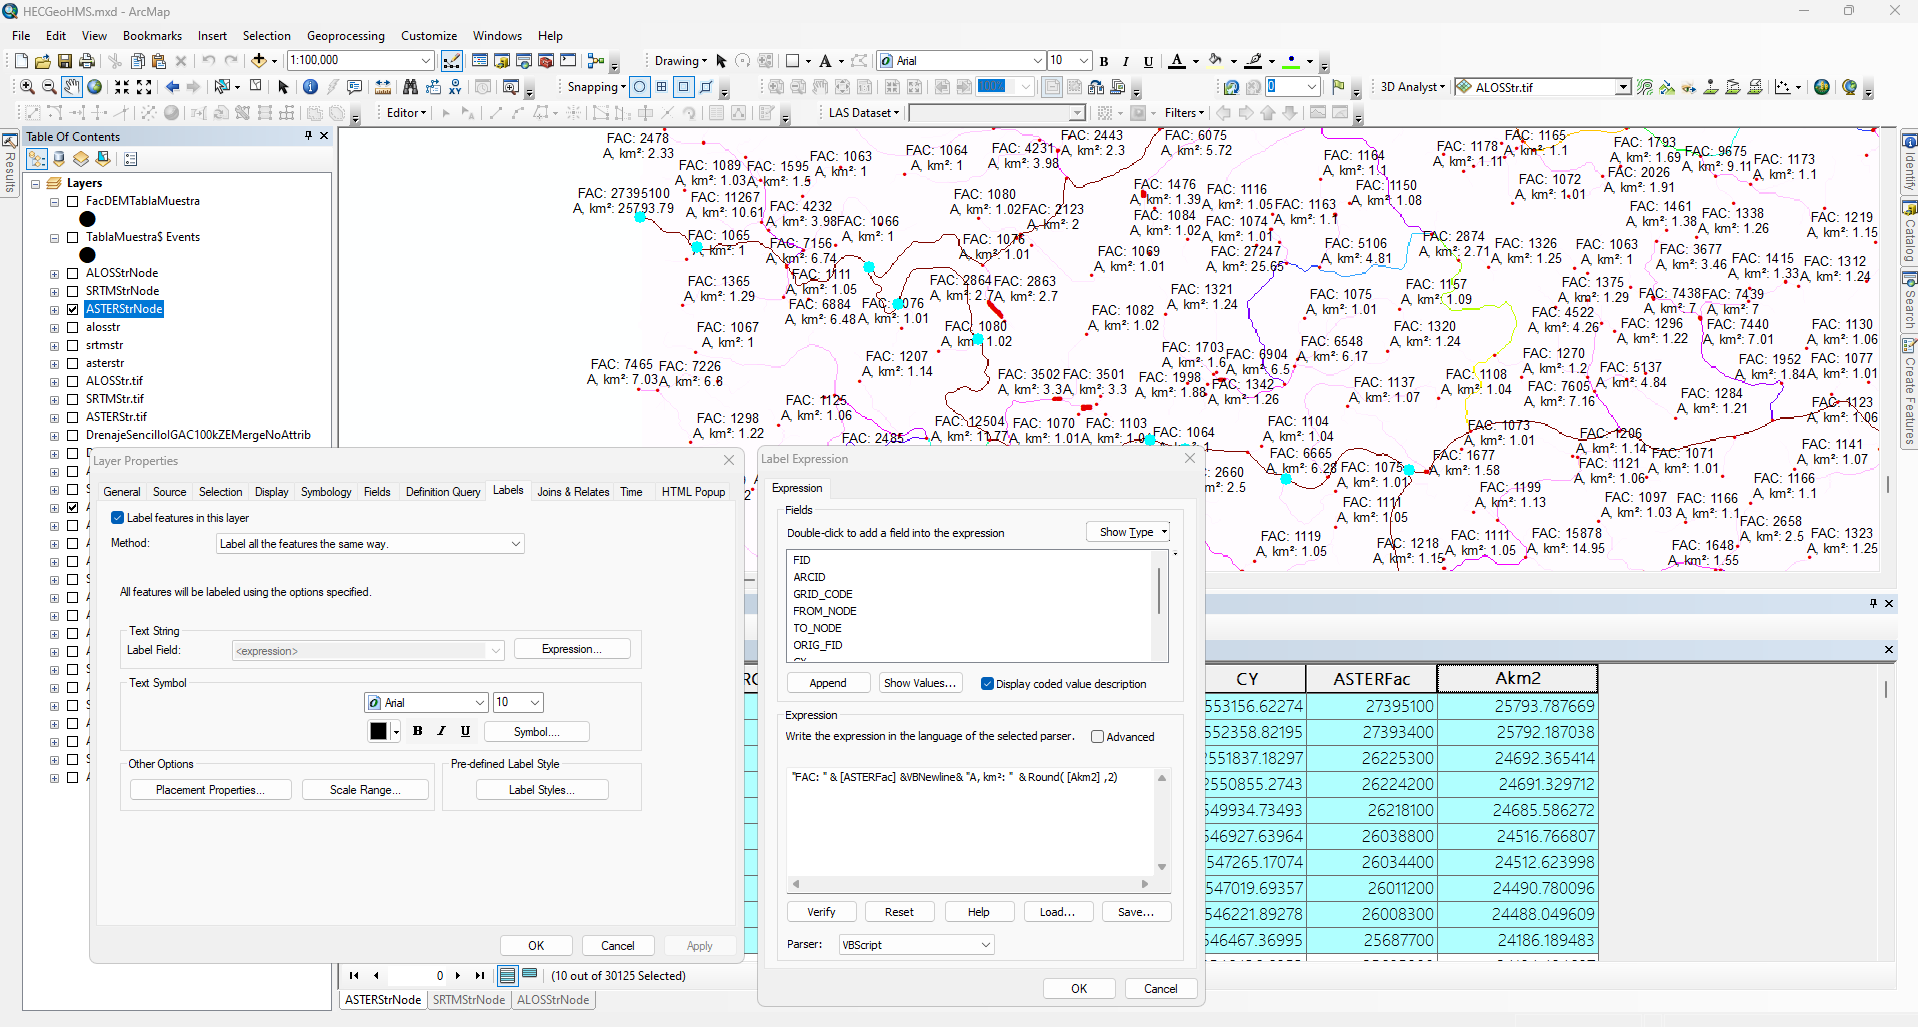 HECGeoHMS.mxd - ArcMap
File Edit View Bookmarks Insert Selection Geoprocessing Customize Windows Help
1:100,000
Drawing
Arial
10
B I U
Snapping
100%
0
3D Analyst
ALOSStr.tif
Editor
LAS Dataset
Filters
Results
Table Of Contents
Layers
FacDEMTablaMuestra
TablaMuestra$ Events
ALOSStrNode
SRTMStrNode
ASTERStrNode
alosstr
srtmstr
asterstr
ALOSStr.tif
SRTMStr.tif
ASTERStr.tif
DrenajeSencilloIGAC100kZEMergeNoAttrib
Identify
Catalog
Search
Create Features
FAC: 2478
A, km²: 2.33
FAC: 1089
A, km²: 1.03
FAC: 1595
A, km²: 1.5
FAC: 1063
A, km²: 1
FAC: 1064
A, km²: 1
FAC: 4231
A, km²: 3.98
FAC: 2443
A, km²: 2.3
FAC: 6075
A, km²: 5.72
FAC: 1164
A, km²: 1.1
FAC: 1178
A, km²: 1.11
FAC: 1165
A, km²: 1.1
FAC: 1793
A, km²: 1.69
FAC: 9675
A, km²: 9.11
FAC: 1173
A, km²: 1.1
FAC: 27395100
A, km²: 25793.79
FAC: 11267
A, km²: 10.61
FAC: 4232
A, km²: 3.98
FAC: 1066
A, km²: 1
FAC: 1080
A, km²: 1.02
FAC: 2123
A, km²: 2
FAC: 1476
A, km²: 1.39
FAC: 1116
A, km²: 1.05
FAC: 1150
A, km²: 1.08
FAC: 1072
A, km²: 1.01
FAC: 2026
A, km²: 1.91
FAC: 1084
A, km²: 1.02
FAC: 1074
A, km²: 1.01
FAC: 1163
A, km²: 1.1
FAC: 1461
A, km²: 1.38
FAC: 1338
A, km²: 1.26
FAC: 1219
A, km²: 1.15
FAC: 1065
A, km²: 1
FAC: 7156
A, km²: 6.74
FAC: 1076
A, km²: 1.01
FAC: 1069
A, km²: 1.01
FAC: 27247
A, km²: 25.65
FAC: 5106
A, km²: 4.81
FAC: 2874
A, km²: 2.71
FAC: 1326
A, km²: 1.25
FAC: 1063
A, km²: 1
FAC: 3677
A, km²: 3.46
FAC: 1415
A, km²: 1.33
FAC: 1312
A, km²: 1.24
FAC: 1365
A, km²: 1.29
FAC: 1111
A, km²: 1.05
FAC: 6884
A, km²: 6.48
FAC: 1076
A, km²: 1.01
FAC: 2864
A, km²: 2.7
FAC: 2863
A, km²: 2.7
FAC: 1321
A, km²: 1.24
FAC: 1075
A, km²: 1.01
FAC: 1375
A, km²: 1.29
FAC: 7438
FAC: 7439
A, km²: 7
FAC: 1067
A, km²: 1
FAC: 1080
FAC: 1082
A, km²: 1.02
FAC: 1320
A, km²: 1.24
FAC: 4522
A, km²: 4.26
FAC: 1296
A, km²: 1.22
FAC: 7440
A, km²: 7.01
FAC: 1130
A, km²: 1.06
FAC: 7465
A, km²: 7.03
FAC: 7226
FAC: 1207
A, km²: 1.14
FAC: 1703
A, km²: 1.6
FAC: 6904
A, km²: 6.5
FAC: 6548
A, km²: 6.17
FAC: 1270
A, km²: 1.2
FAC: 5137
A, km²: 4.84
FAC: 1952
A, km²: 1.84
FAC: 1077
A, km²: 1.01
FAC: 3502
A, km²: 3.3
FAC: 3501
A, km²: 3.3
FAC: 1998
A, km²: 1.88
FAC: 1342
A, km²: 1.26
FAC: 1137
A, km²: 1.07
FAC: 1108
A, km²: 1.04
FAC: 7605
A, km²: 7.16
FAC: 1284
A, km²: 1.21
FAC: 1123
A, km²: 1.06
FAC: 1298
A, km²: 1.22
FAC: 1125
A, km²: 1.06
FAC: 2485
FAC: 12504
A, km²: 11.77
FAC: 1070
A, km²: 1.01
FAC: 1103
FAC: 1064
FAC: 1104
A, km²: 1.04
FAC: 1073
A, km²: 1.01
FAC: 1206
A, km²: 1.14
FAC: 1141
A, km²: 1.07
FAC: 6665
A, km²: 6.28
FAC: 1075
A, km²: 1.01
FAC: 1677
A, km²: 1.58
FAC: 1121
A, km²: 1.06
FAC: 1071
A, km²: 1.01
FAC: 1199
A, km²: 1.13
FAC: 1097
A, km²: 1.03
FAC: 1166
A, km²: 1.1
FAC: 1166
A, km²: 1.1
FAC: 1111
A, km²: 1.05
FAC: 1119
A, km²: 1.05
FAC: 1218
A, km²: 1.15
FAC: 1111
A, km²: 1.05
FAC: 15878
A, km²: 14.95
FAC: 1648
A, km²: 1.55
FAC: 2658
A, km²: 2.5
FAC: 1323
A, km²: 1.25
Layer Properties
General Source Selection Display Symbology Fields Definition Query Labels Joins & Relates Time HTML Popup
Label features in this layer
Method: Label all the features the same way.
All features will be labeled using the options specified.
Text String
Label Field: <expression> Expression...
Text Symbol
Arial 10
B I U Symbol....
Other Options
Placement Properties... Scale Range...
Pre-defined Label Style
Label Styles...
OK Cancel Apply
Label Expression
Expression
Fields
Double-click to add a field into the expression Show Type
FID
ARCID
GRID_CODE
FROM_NODE
TO_NODE
ORIG_FID
Append Show Values... Display coded value description
Expression
Write the expression in the language of the selected parser. Advanced
"FAC: " & [ASTERFac] &VBNewline& "A, km²: " & Round( [Akm2] ,2)
Verify Reset Help Load... Save...
Parser: VBScript
OK Cancel
CY ASTERFac Akm2
553156.62274 27395100 25793.787669
552358.82195 27393400 25792.187038
2551837.18297 26225300 24692.365414
2550855.2743 26224200 24691.329712
549934.73493 26218100 24685.586272
546927.63964 26038800 24516.766807
547265.17074 26034400 24512.623998
547019.69357 26011200 24490.780096
546221.89278 26008300 24488.049609
546467.36995 25687700 24186.189483
0 (10 out of 30125 Selected)
ASTERStrNode SRTMStrNode ALOSStrNode